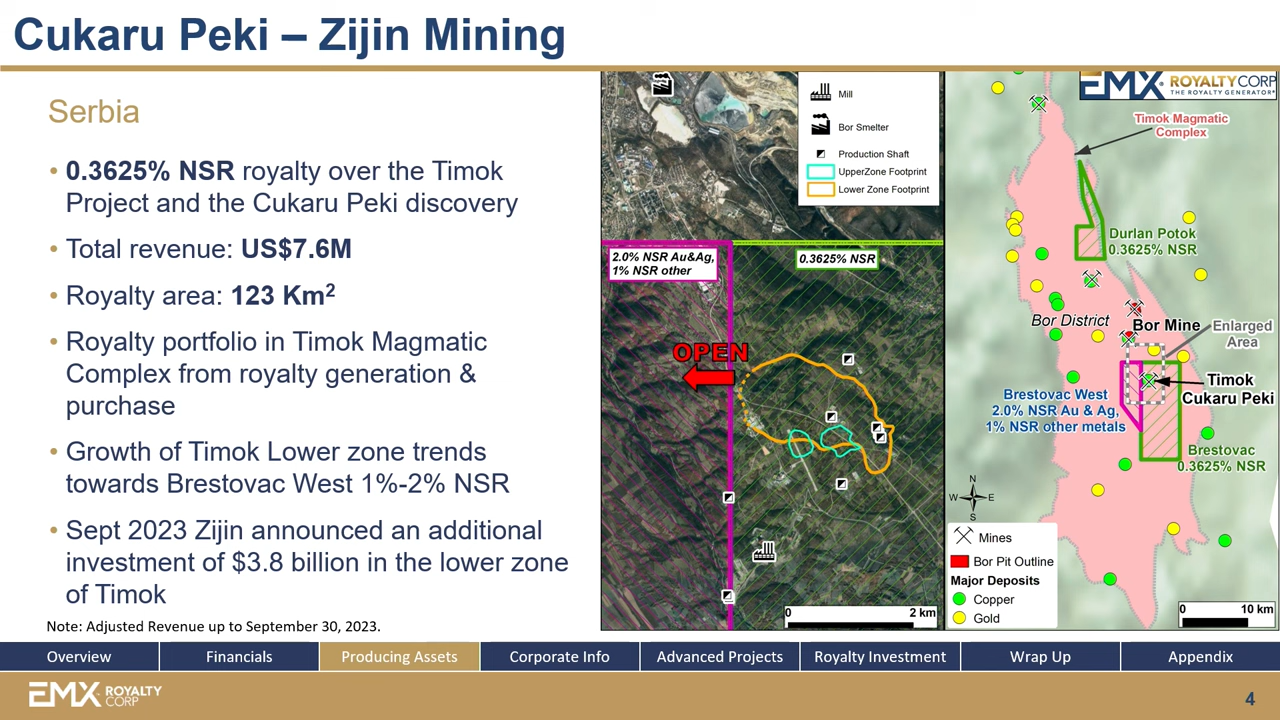 Cukaru Peki – Zijin Mining
Serbia
• 0.3625% NSR royalty over the Timok
Project and the Cukaru Peki discovery
• Total revenue: US$7.6M
• Royalty area: 123 Km²
• Royalty portfolio in Timok Magmatic
Complex from royalty generation &
purchase
• Growth of Timok Lower zone trends
towards Brestovac West 1%-2% NSR
• Sept 2023 Zijin announced an additional
investment of $3.8 billion in the lower zone
of Timok
Note: Adjusted Revenue up to September 30, 2023.
Mill
Bor Smelter
Production Shaft
UpperZone Footprint
Lower Zone Footprint
2.0% NSR Au&Ag,
1% NSR other
0.3625% NSR
OPEN
0 2 km
EMX ROYALTYCORP
THE ROYALTY GENERATOR
Timok Magmatic
Complex
Durlan Potok
0.3625% NSR
Bor District
Bor Mine
Enlarged
Area
Timok
Cukaru Peki
Brestovac West
2.0% NSR Au & Ag,
1% NSR other metals
Brestovac
0.3625% NSR
N
W E
S
Mines
Bor Pit Outline
Major Deposits
Copper
Gold
0 10 km
Overview Financials Producing Assets Corporate Info Advanced Projects Royalty Investment Wrap Up Appendix
EMX ROYALTY
CORP
4